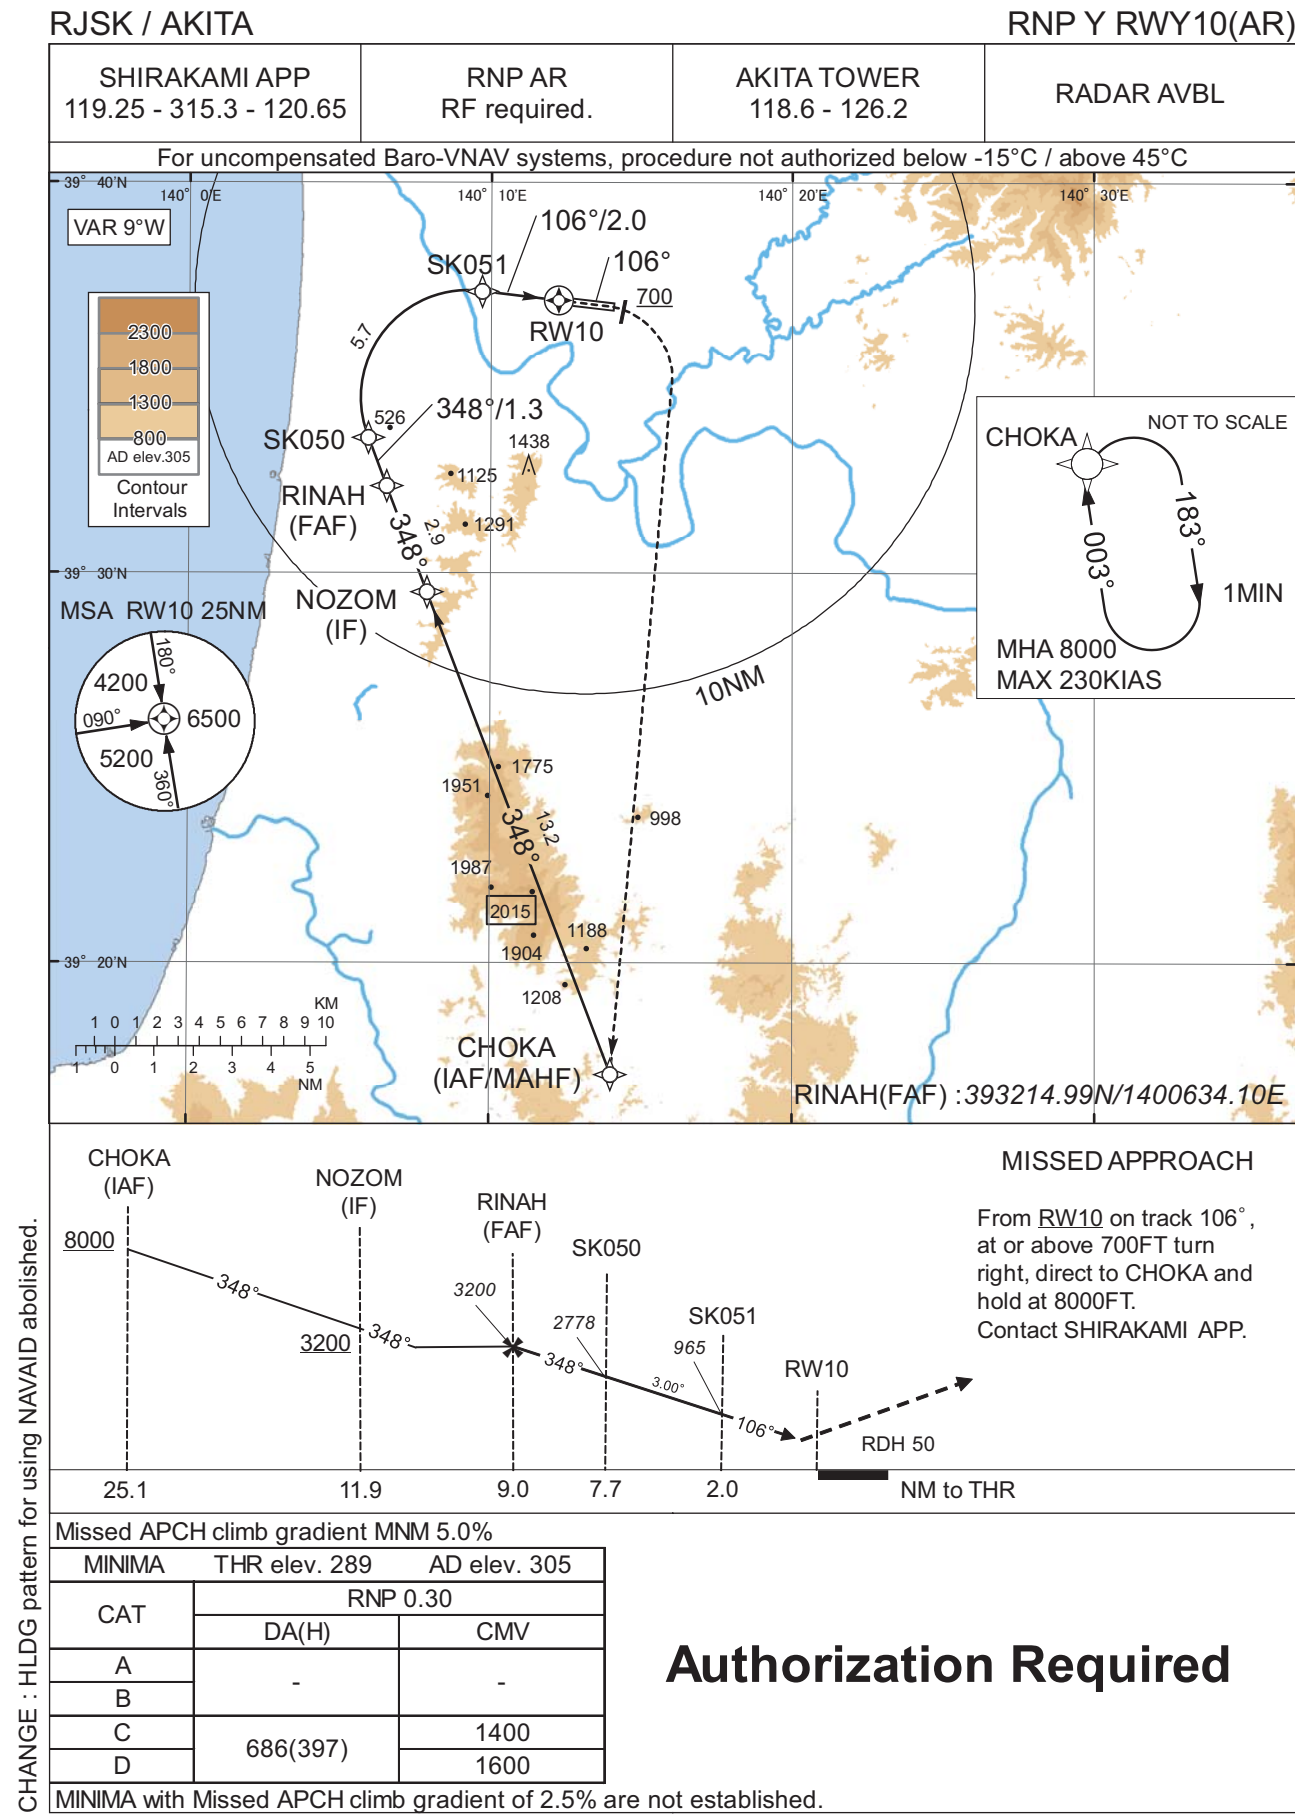 RJSK / AKITA
RNP Y RWY10(AR)
SHIRAKAMI APP
119.25 - 315.3 - 120.65
RNP AR
RF required.
AKITA TOWER
118.6 - 126.2
RADAR AVBL
For uncompensated Baro-VNAV systems, procedure not authorized below -15°C / above 45°C
39° 40'N
140° 0'E
140° 10'E
140° 20'E
140° 30'E
VAR 9°W
106°/2.0
SK051
106°
700
RW10
5.7
2300
1800
1300
800
AD elev.305
Contour
Intervals
348°/1.3
526
SK050
1438
1125
RINAH
(FAF)
1291
2.9
348°
NOT TO SCALE
CHOKA
183°
003°
1MIN
MHA 8000
MAX 230KIAS
39° 30'N
NOZOM
(IF)
MSA RW10 25NM
180°
4200
090°
6500
5200
360°
10NM
1775
1951
13.2
348°
998
1987
2015
1188
1904
39° 20'N
1208
KM
1 0 1 2 3 4 5 6 7 8 9 10
1 0 1 2 3 4 5
NM
CHOKA
(IAF/MAHF)
RINAH(FAF) :393214.99N/1400634.10E
CHOKA
(IAF)
NOZOM
(IF)
RINAH
(FAF)
SK050
SK051
RW10
8000
348°
3200
348°
3200
2778
965
348°
3.00°
106°
RDH 50
25.1
11.9
9.0
7.7
2.0
NM to THR
MISSED APPROACH
From RW10 on track 106°,
at or above 700FT turn
right, direct to CHOKA and
hold at 8000FT.
Contact SHIRAKAMI APP.
Missed APCH climb gradient MNM 5.0%
MINIMA THR elev. 289 AD elev. 305
CAT
RNP 0.30
DA(H) CMV
A
B
- -
C
D
686(397)
1400
1600
MINIMA with Missed APCH climb gradient of 2.5% are not established.
Authorization Required
CHANGE : HLDG pattern for using NAVAID abolished.